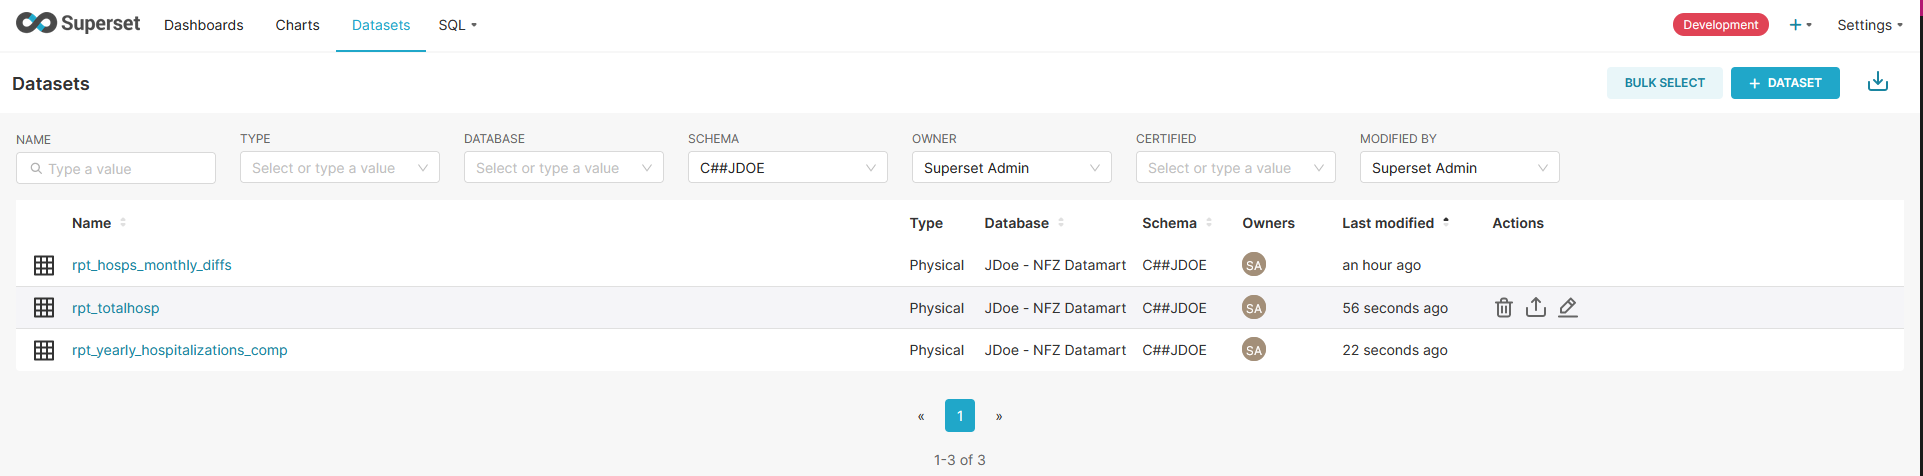 Superset Dashboards Charts Datasets SQL Development + Settings
Datasets BULK SELECT + DATASET
NAME TYPE DATABASE SCHEMA OWNER CERTIFIED MODIFIED BY
Type a value Select or type a value Select or type a value C##JDOE Superset Admin Select or type a value Superset Admin
Name Type Database Schema Owners Last modified Actions
rpt_hosps_monthly_diffs Physical JDoe - NFZ Datamart C##JDOE SA an hour ago
rpt_totalhosp Physical JDoe - NFZ Datamart C##JDOE SA 56 seconds ago
rpt_yearly_hospitalizations_comp Physical JDoe - NFZ Datamart C##JDOE SA 22 seconds ago
« 1 »
1-3 of 3